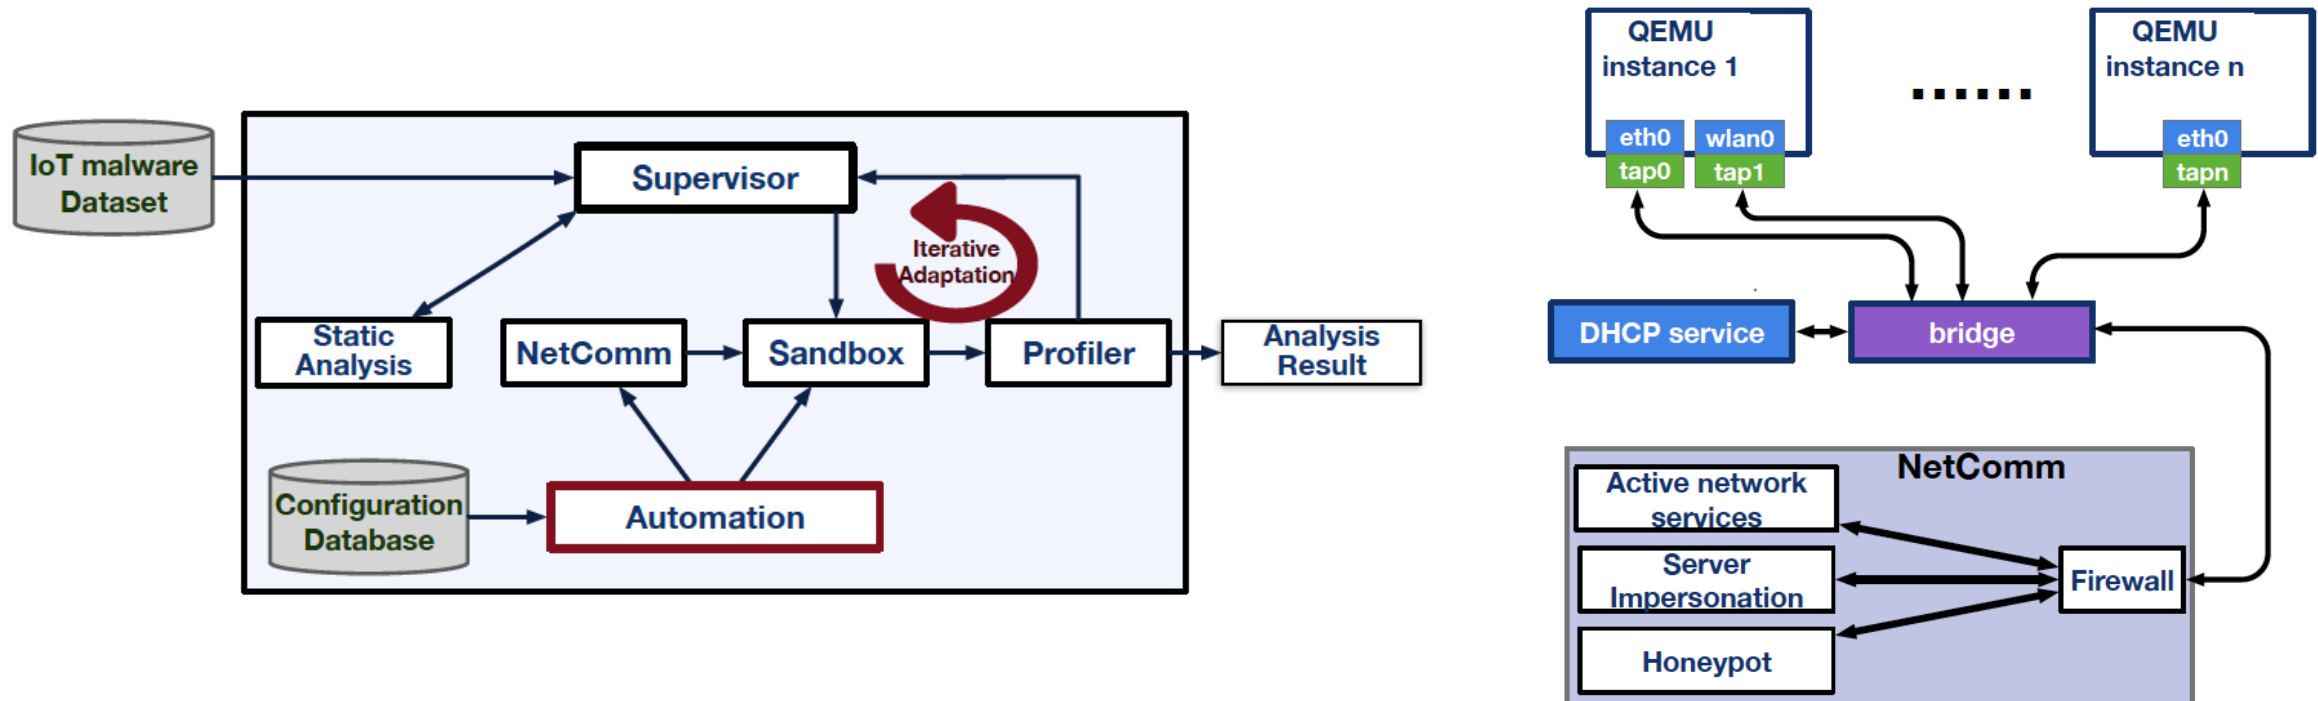 IoT malware
Dataset
Supervisor
Iterative
Adaptation
Static
Analysis
NetComm
Sandbox
Profiler
Analysis
Result
Configuration
Database
Automation
QEMU
instance 1
eth0
wlan0
tap0
tap1
......
QEMU
instance n
eth0
tapn
DHCP service
bridge
NetComm
Active network
services
Server
Impersonation
Honeypot
Firewall